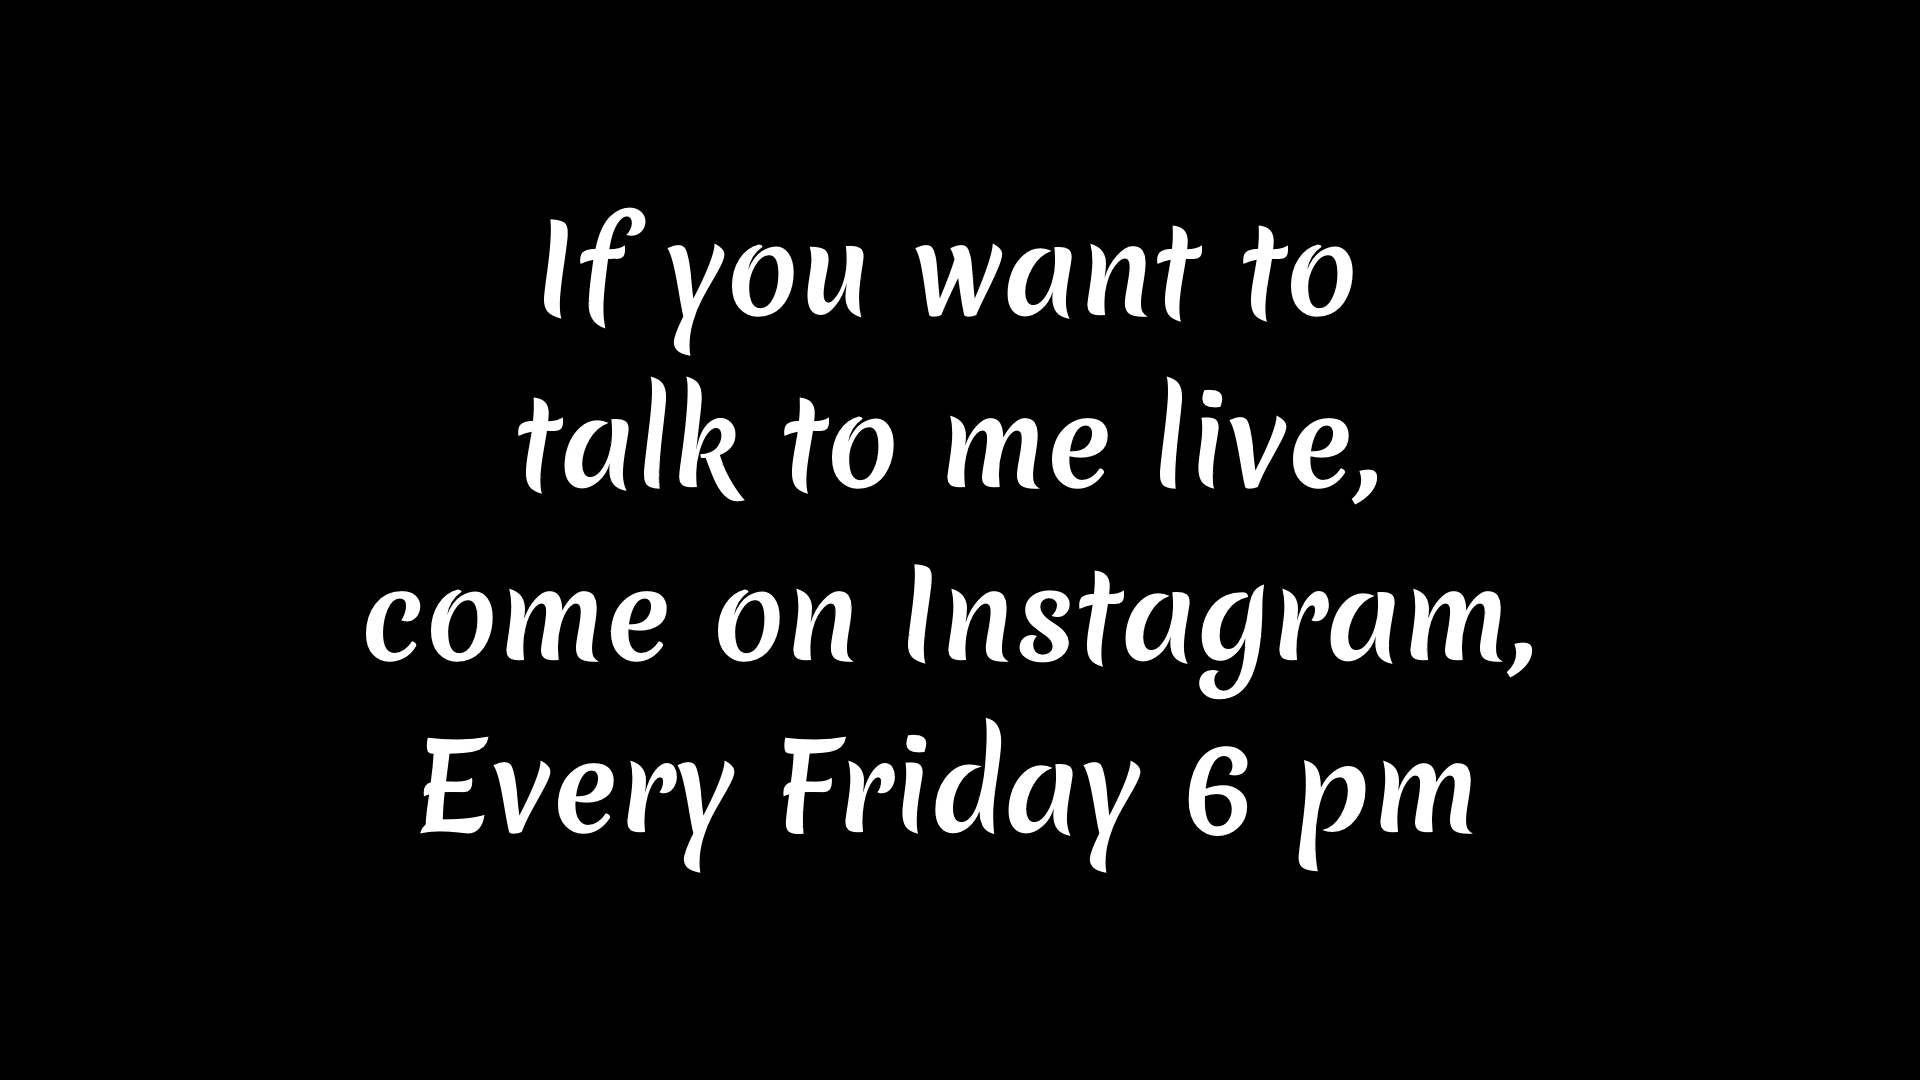 If you want to
talk to me live,
come on Instagram,
Every Friday 6 pm